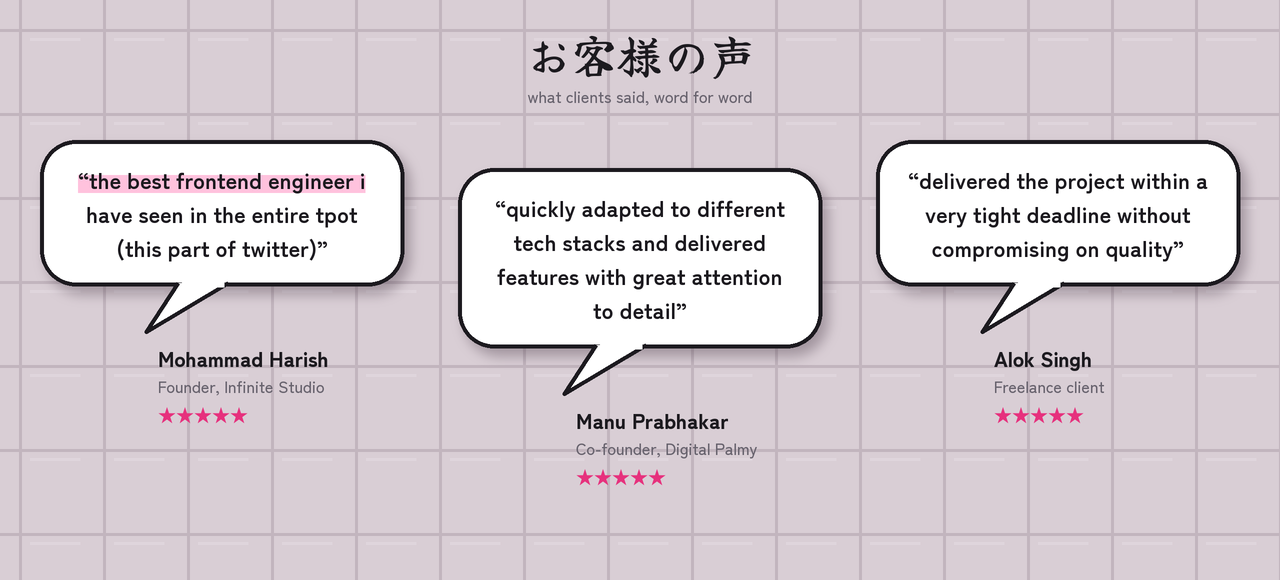 お客様の声
what clients said, word for word
“the best frontend engineer i
have seen in the entire tpot
(this part of twitter)”
Mohammad Harish
Founder, Infinite Studio
★★★★★
“quickly adapted to different
tech stacks and delivered
features with great attention
to detail”
Manu Prabhakar
Co-founder, Digital Palmy
★★★★★
“delivered the project within a
very tight deadline without
compromising on quality”
Alok Singh
Freelance client
★★★★★